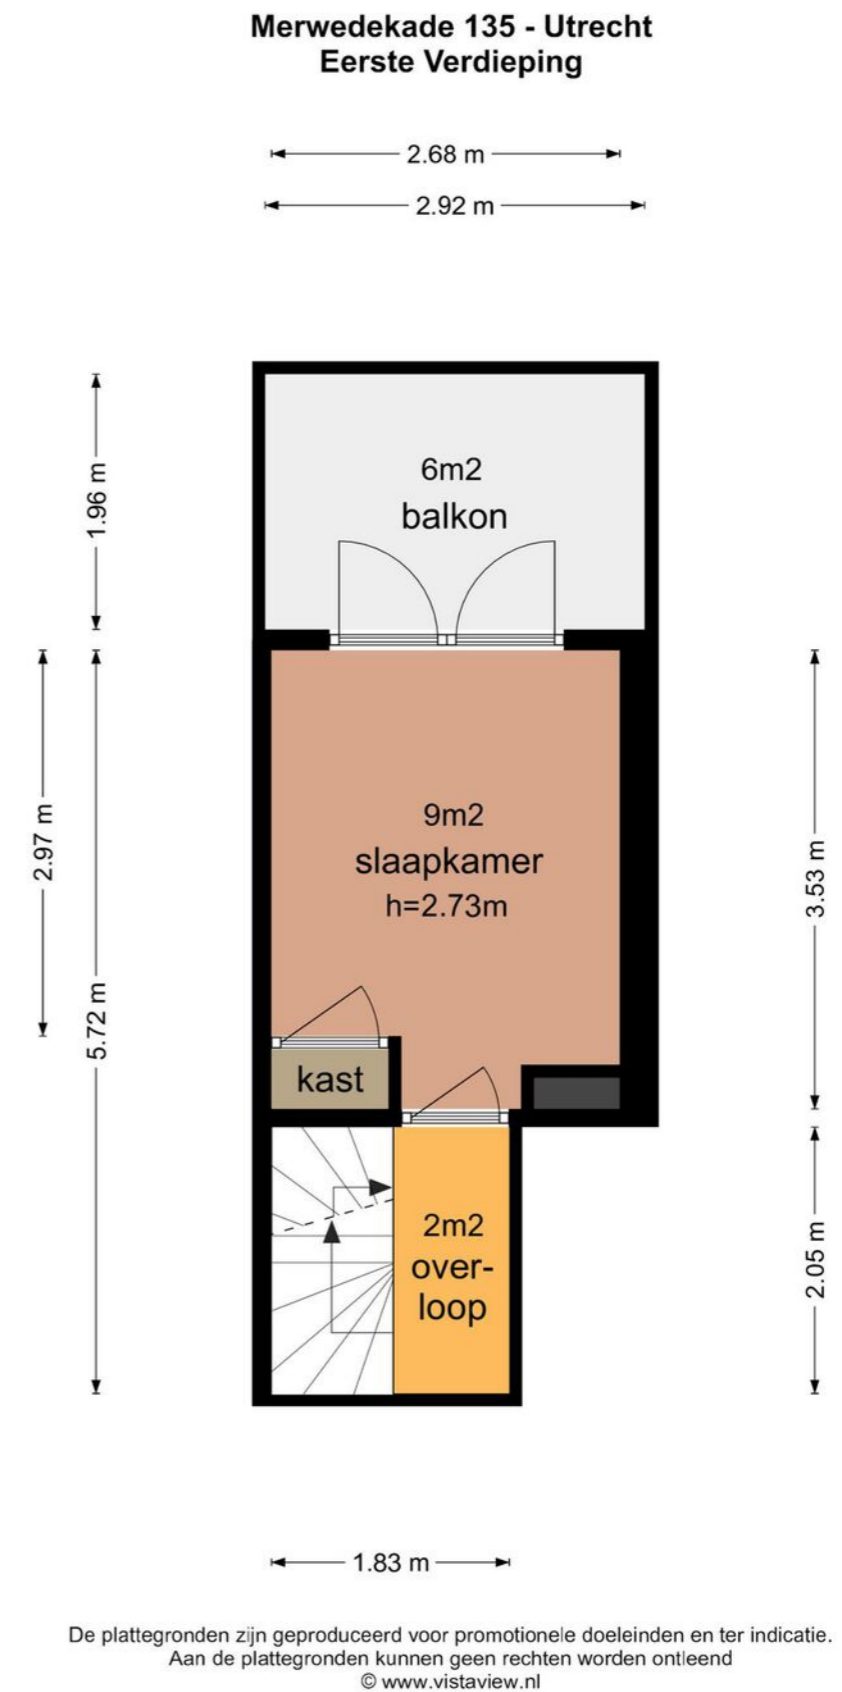 Merwedekade 135 - Utrecht
Eerste Verdieping
2.68 m
2.92 m
1.96 m
6m2
balkon
2.97 m
5.72 m
9m2
slaapkamer
h=2.73m
3.53 m
kast
2m2
over-
loop
2.05 m
1.83 m
De plattegronden zijn geproduceerd voor promotionele doeleinden en ter indicatie.
Aan de plattegronden kunnen geen rechten worden ontleend
© www.vistaview.nl